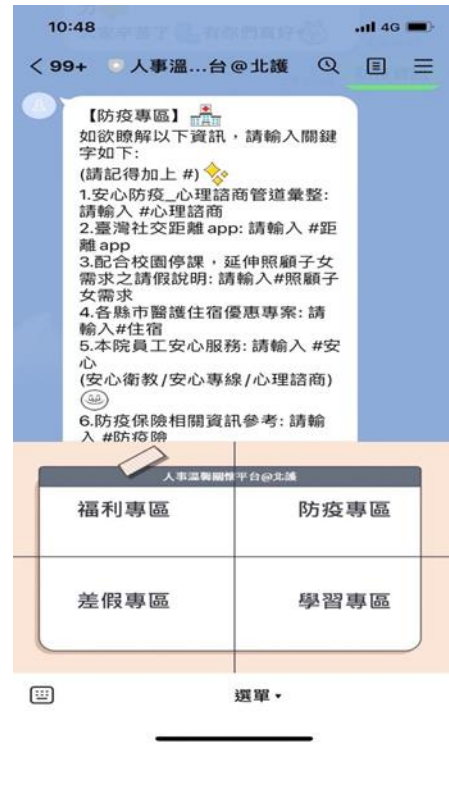 10:48
4G
99+ 人事溫...台@北護
【防疫專區】
如欲瞭解以下資訊，請輸入關鍵
字如下:
(請記得加上 #)
1.安心防疫_心理諮商管道彙整:
請輸入 #心理諮商
2.臺灣社交距離 app: 請輸入 #距
離 app
3.配合校園停課，延伸照顧子女
需求之請假說明: 請輸入#照顧子
女需求
4.各縣市醫護住宿優惠專案: 請
輸入#住宿
5.本院員工安心服務: 請輸入 #安
心
(安心衛教/安心專線/心理諮商)
6.防疫保險相關資訊參考: 請輸
入 #防疫險
人事溫馨關懷平台@北護
福利專區
防疫專區
差假專區
學習專區
選單